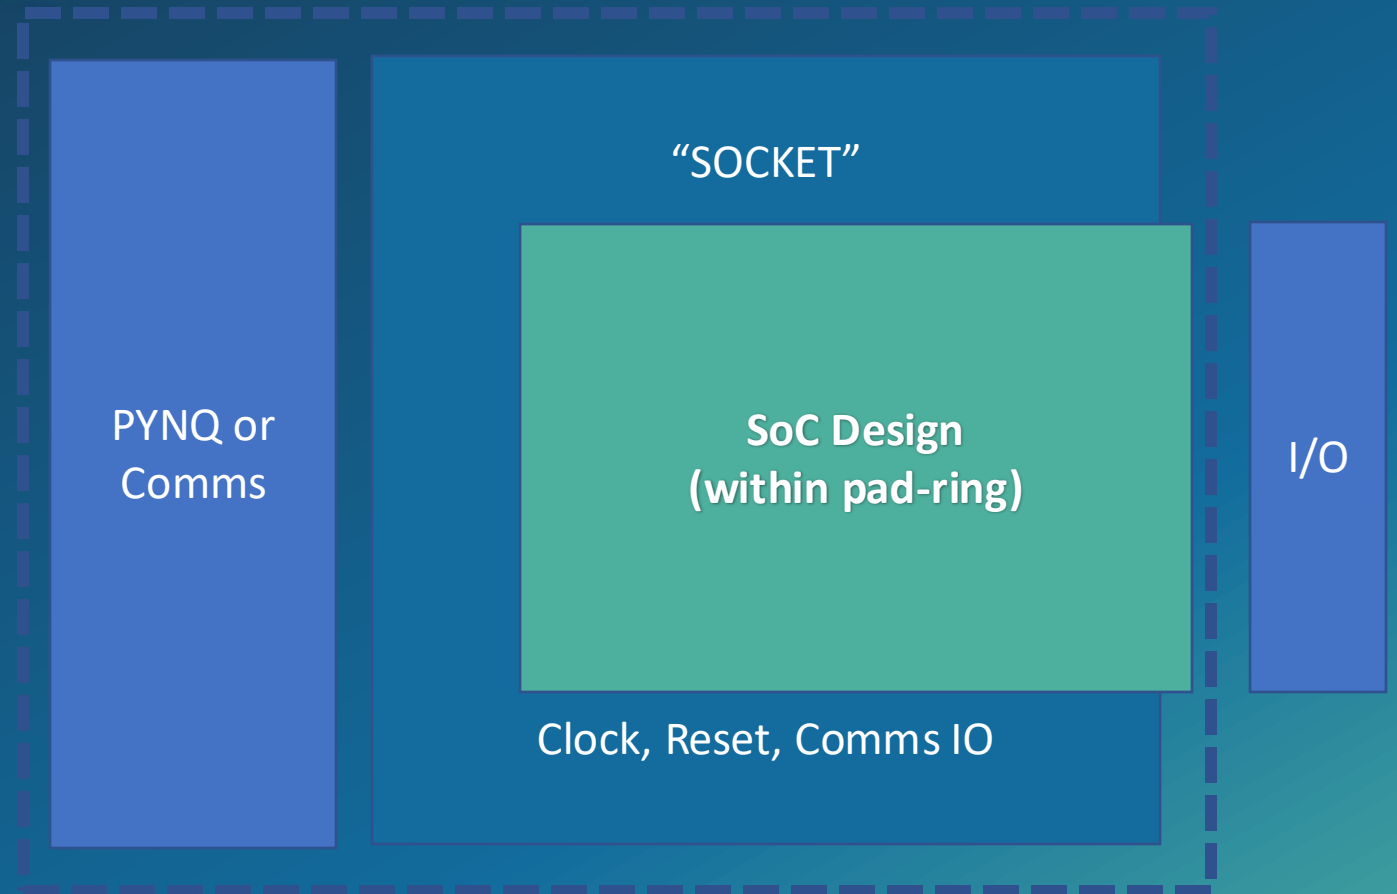 “SOCKET”
PYNQ or
Comms
SoC Design
(within pad-ring)
I/O
Clock, Reset, Comms IO